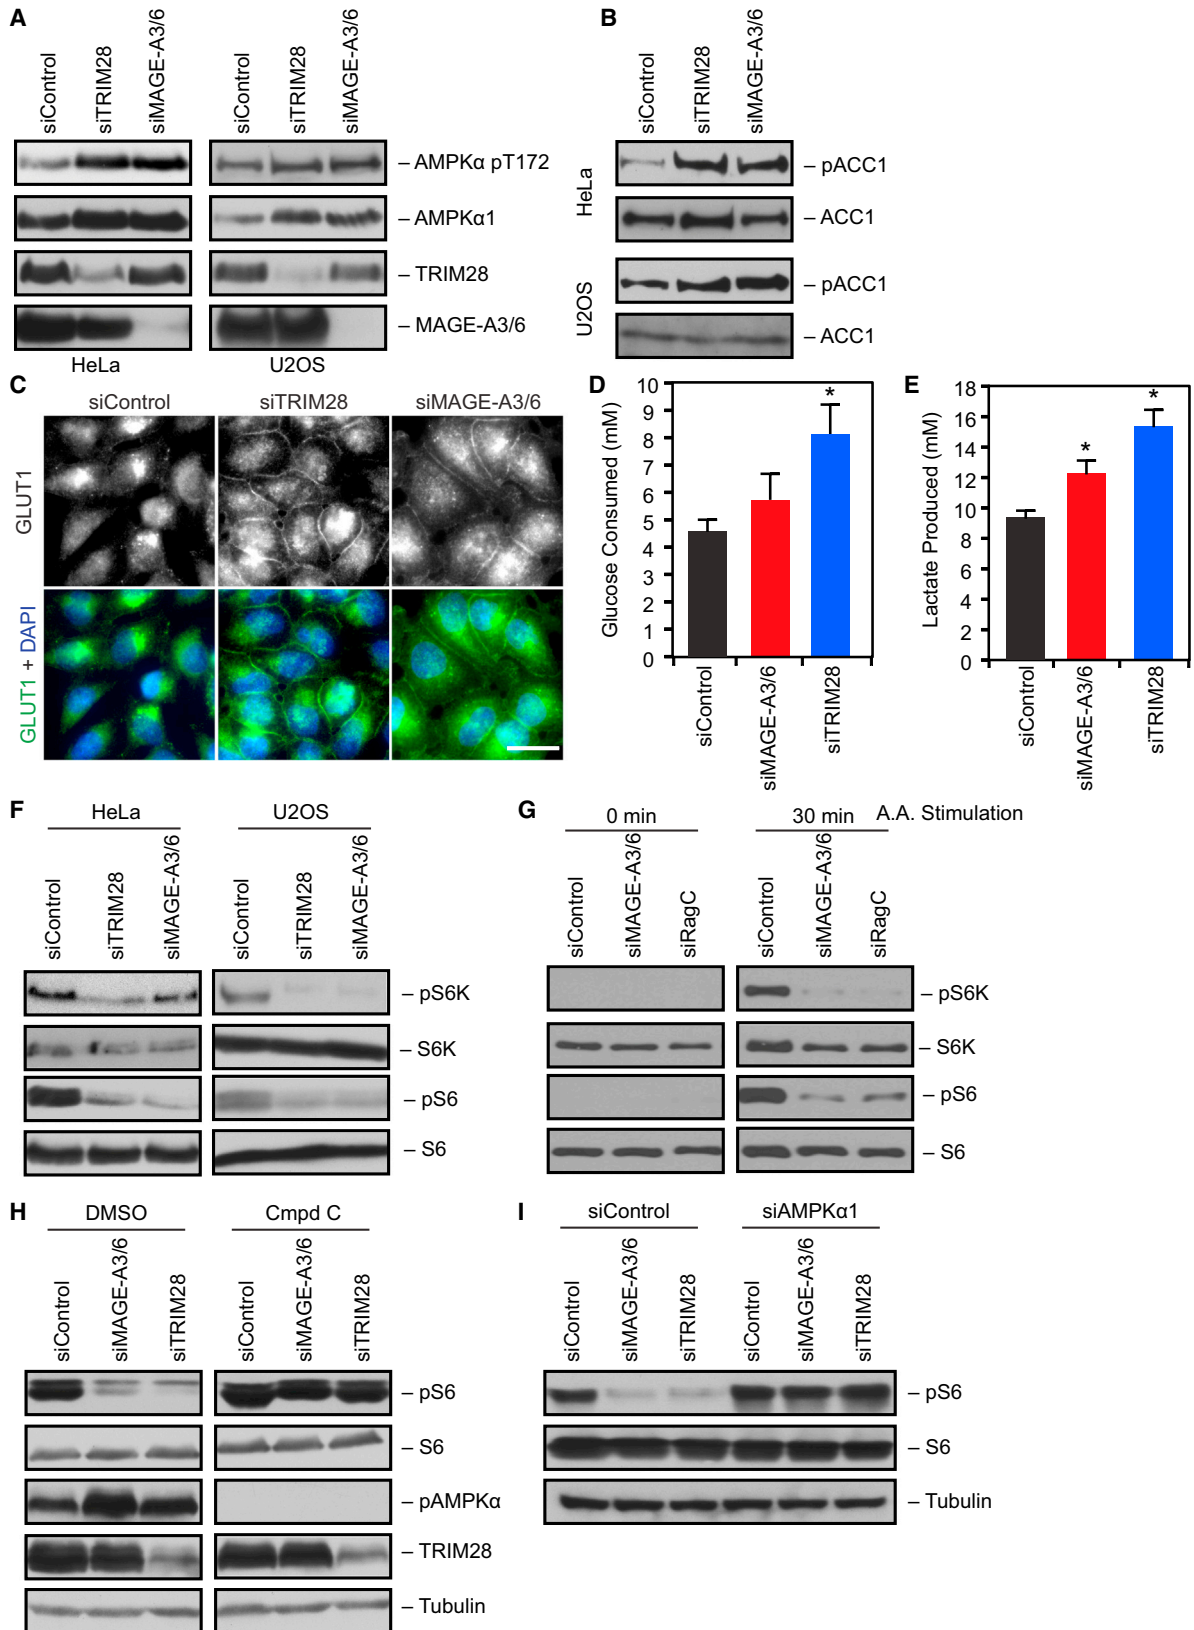 A
siControl
siTRIM28
siMAGE-A3/6
siControl
siTRIM28
siMAGE-A3/6
– AMPKα pT172
– AMPKα1
– TRIM28
– MAGE-A3/6
HeLa
U2OS
B
siControl
siTRIM28
siMAGE-A3/6
HeLa
– pACC1
– ACC1
U2OS
– pACC1
– ACC1
C
siControl
siTRIM28
siMAGE-A3/6
GLUT1
GLUT1 + DAPI
D
Glucose Consumed (mM)
10
9
8
7
6
5
4
3
2
1
0
*
siControl
siMAGE-A3/6
siTRIM28
E
Lactate Produced (mM)
18
16
14
12
10
8
6
4
2
0
*
*
siControl
siMAGE-A3/6
siTRIM28
F
HeLa
U2OS
siControl
siTRIM28
siMAGE-A3/6
siControl
siTRIM28
siMAGE-A3/6
– pS6K
– S6K
– pS6
– S6
G
0 min
30 min
A.A. Stimulation
siControl
siMAGE-A3/6
siRagC
siControl
siMAGE-A3/6
siRagC
– pS6K
– S6K
– pS6
– S6
H
DMSO
Cmpd C
siControl
siMAGE-A3/6
siTRIM28
siControl
siMAGE-A3/6
siTRIM28
– pS6
– S6
– pAMPKα
– TRIM28
– Tubulin
I
siControl
siAMPKα1
siControl
siMAGE-A3/6
siTRIM28
siControl
siMAGE-A3/6
siTRIM28
– pS6
– S6
– Tubulin